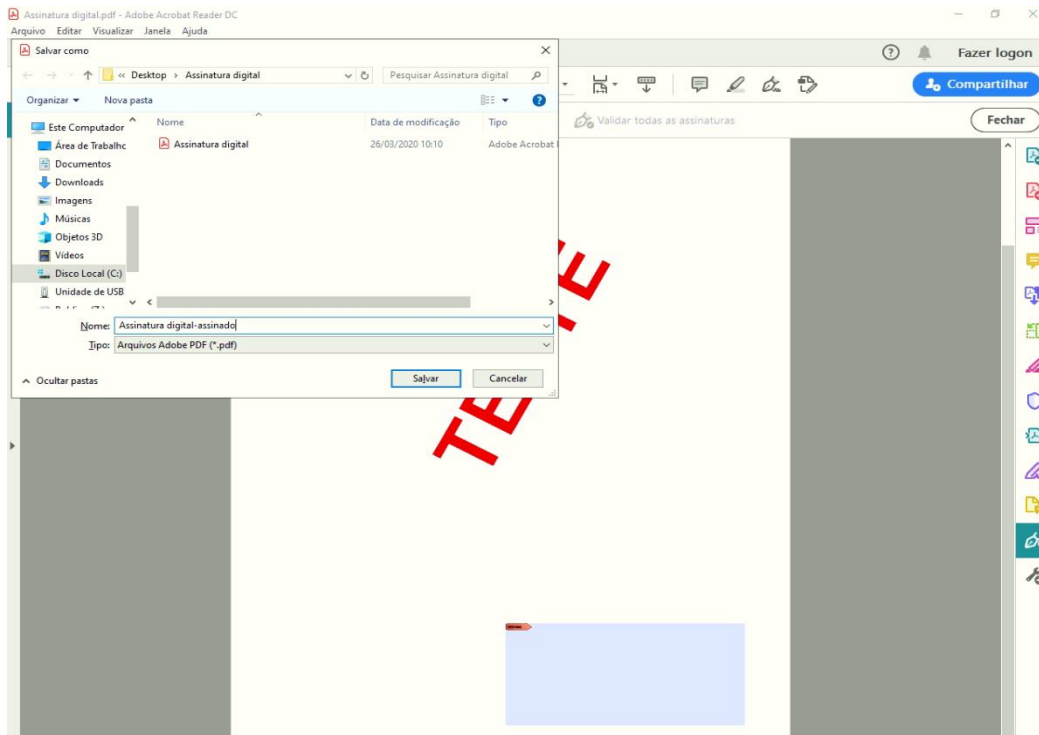 Assinatura digital.pdf - Adobe Acrobat Reader DC
Arquivo Editar Visualizar Janela Ajuda
Salvar como
Fazer logon
« Desktop › Assinatura digital
Pesquisar Assinatura digital
Compartilhar
Organizar Nova pasta
Validar todas as assinaturas
Fechar
Nome Data de modificação Tipo
Este Computador
Assinatura digital 26/03/2020 10:10 Adobe Acrobat
Área de Trabalhc
Documentos
Downloads
Imagens
Músicas
Objetos 3D
Vídeos
Disco Local (C:)
Unidade de USB
Nome: Assinatura digital-assinado
Tipo: Arquivos Adobe PDF (*.pdf)
Ocultar pastas
Salvar Cancelar